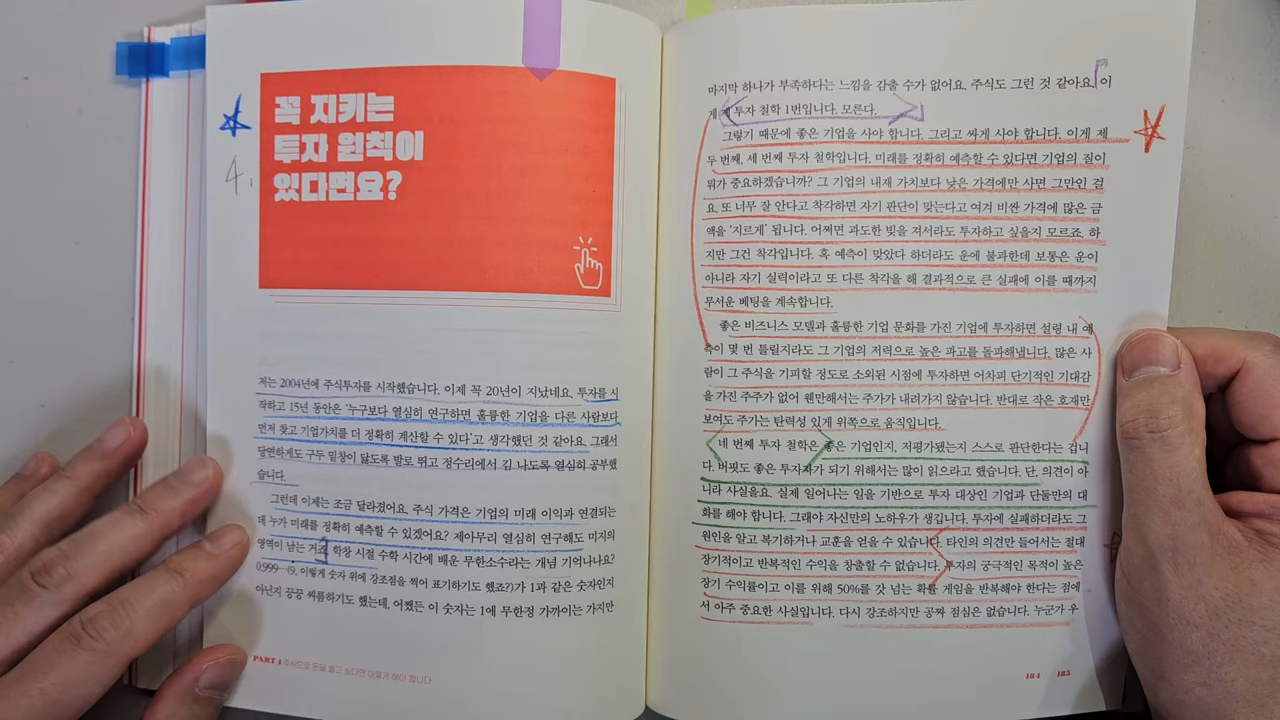 꼭 지키는
투자 원칙이
있다면요?
4.
저는 2004년에 주식투자를 시작했습니다. 이제 꼭 20년이 지났네요. 투자를 시
작하고 15년 동안은 '누구보다 열심히 연구하면 훌륭한 기업을 다른 사람보다
먼저 찾고 기업가치를 더 정확히 계산할 수 있다'고 생각했던 것 같아요. 그래서
당연하게도 구두 밑창이 닳도록 발로 뛰고 정수리에서 김 나도록 열심히 공부했
습니다.
그런데 이제는 조금 달라졌어요. 주식 가격은 기업의 미래 이익과 연결되는
데 누가 미래를 정확히 예측할 수 있겠어요? 제아무리 열심히 연구해도 미지의
영역이 남는 거죠. 학창 시절 수학 시간에 배운 무한소수라는 개념 기억나나요?
0.999…(9, 이렇게 숫자 위에 강조점을 찍어 표기하기도 했죠?)가 1과 같은 숫자인지
아닌지 끙끙 씨름하기도 했는데, 어쨌든 이 숫자는 1에 무한정 가까이는 가지만
PART 4 주식으로 돈을 벌고 싶다면 이렇게 해야 합니다
마지막 하나가 부족하다는 느낌을 감출 수가 없어요. 주식도 그런 것 같아요. 이
게 제 투자 철학 1번입니다. 모른다.
그렇기 때문에 좋은 기업을 사야 합니다. 그리고 싸게 사야 합니다. 이게 제
두 번째, 세 번째 투자 철학입니다. 미래를 정확히 예측할 수 있다면 기업의 질이
뭐가 중요하겠습니까? 그 기업의 내재 가치보다 낮은 가격에만 사면 그만인 걸
요. 또 너무 잘 안다고 착각하면 자기 판단이 맞는다고 여겨 비싼 가격에 많은 금
액을 '지르게' 됩니다. 어쩌면 과도한 빚을 져서라도 투자하고 싶을지 모르죠. 하
지만 그건 착각입니다. 혹 예측이 맞았다 하더라도 운에 불과한데 보통은 운이
아니라 자기 실력이라고 또 다른 착각을 해 결과적으로 큰 실패에 이를 때까지
무서운 베팅을 계속합니다.
좋은 비즈니스 모델과 훌륭한 기업 문화를 가진 기업에 투자하면 설령 내 예
측이 몇 번 틀릴지라도 그 기업의 저력으로 높은 파고를 돌파해냅니다. 많은 사
람이 그 주식을 기피할 정도로 소외된 시점에 투자하면 어차피 단기적인 기대감
을 가진 주주가 없어 웬만해서는 주가가 내려가지 않습니다. 반대로 작은 호재만
보여도 주가는 탄력성 있게 위쪽으로 움직입니다.
네 번째 투자 철학은 좋은 기업인지, 저평가됐는지 스스로 판단한다는 겁니
다. 버핏도 좋은 투자자가 되기 위해서는 많이 읽으라고 했습니다. 단, 의견이 아
니라 사실을요. 실제 일어나는 일을 기반으로 투자 대상인 기업과 단둘만의 대
화를 해야 합니다. 그래야 자신만의 노하우가 생깁니다. 투자에 실패하더라도 그
원인을 알고 복기하거나 교훈을 얻을 수 있습니다. 타인의 의견만 들어서는 절대
장기적이고 반복적인 수익을 창출할 수 없습니다. 투자의 궁극적인 목적이 높은
장기 수익률이고 이를 위해 50%를 갓 넘는 확률 게임을 반복해야 한다는 점에
서 아주 중요한 사실입니다. 다시 강조하지만 공짜 점심은 없습니다. 누군가 우
184 185